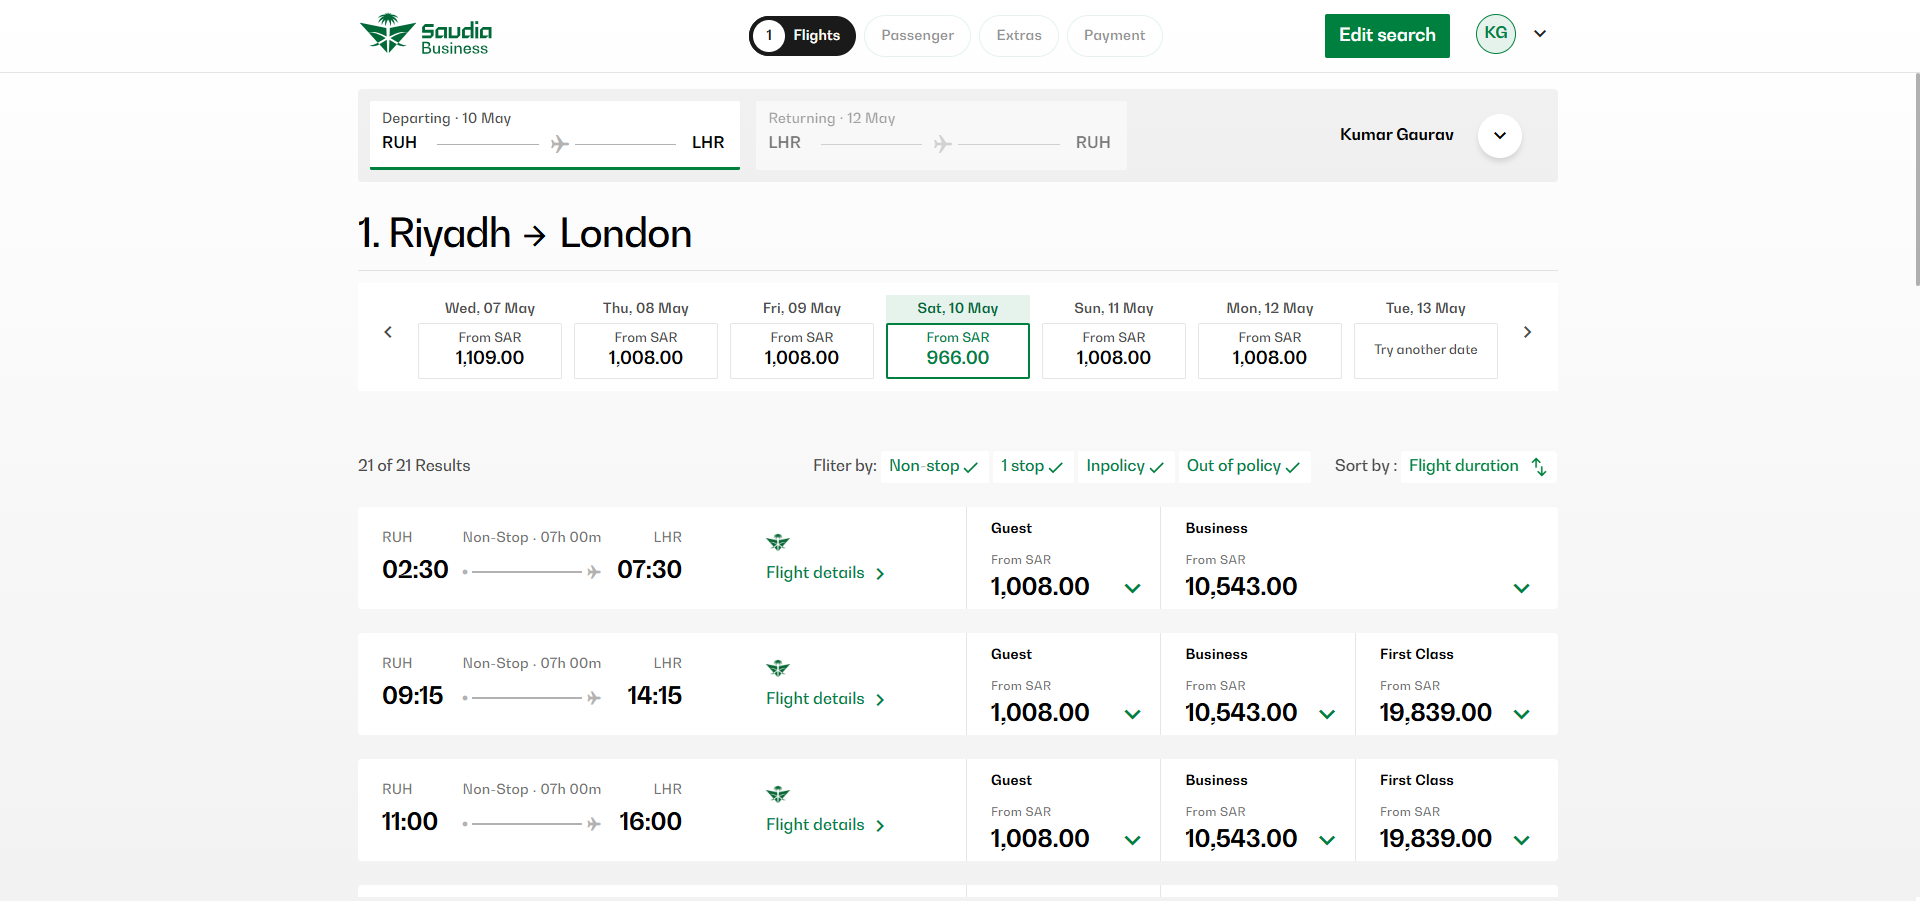 Saudia
Business
1 Flights
Passenger
Extras
Payment
Edit search
KG
Departing · 10 May
RUH LHR
Returning · 12 May
LHR RUH
Kumar Gaurav
1. Riyadh → London
Wed, 07 May
From SAR
1,109.00
Thu, 08 May
From SAR
1,008.00
Fri, 09 May
From SAR
1,008.00
Sat, 10 May
From SAR
966.00
Sun, 11 May
From SAR
1,008.00
Mon, 12 May
From SAR
1,008.00
Tue, 13 May
Try another date
21 of 21 Results
Fliter by: Non-stop 1 stop Inpolicy Out of policy
Sort by : Flight duration
RUH Non-Stop · 07h 00m LHR
02:30 07:30
Flight details
Guest
From SAR
1,008.00
Business
From SAR
10,543.00
RUH Non-Stop · 07h 00m LHR
09:15 14:15
Flight details
Guest
From SAR
1,008.00
Business
From SAR
10,543.00
First Class
From SAR
19,839.00
RUH Non-Stop · 07h 00m LHR
11:00 16:00
Flight details
Guest
From SAR
1,008.00
Business
From SAR
10,543.00
First Class
From SAR
19,839.00